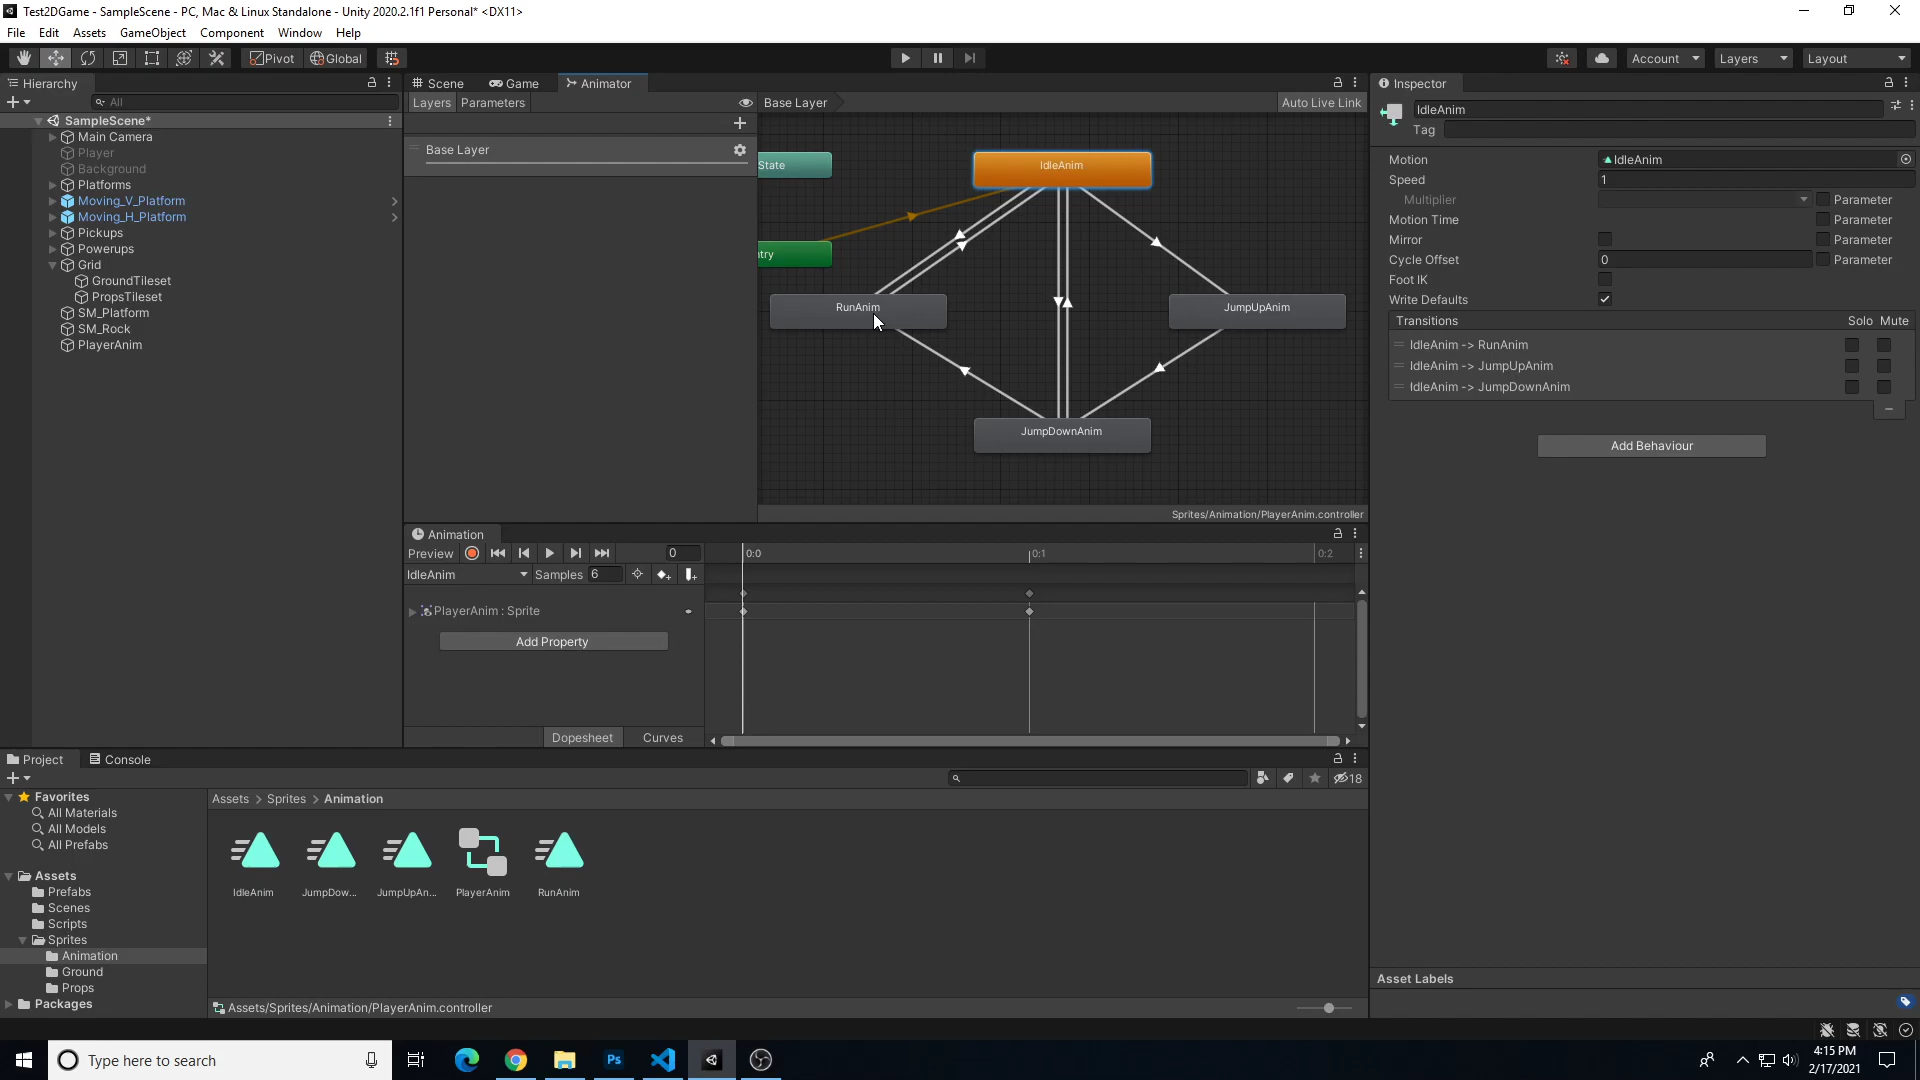 Test2DGame - SampleScene - PC, Mac & Linux Standalone - Unity 2020.2.1f1 Personal* <DX11>
File Edit Assets GameObject Component Window Help
Pivot Global Account Layers Layout
Hierarchy
All
SampleScene*
Main Camera
Player
Background
Platforms
Moving_V_Platform
Moving_H_Platform
Pickups
Powerups
Grid
GroundTileset
PropsTileset
SM_Platform
SM_Rock
PlayerAnim
Scene Game Animator
Layers Parameters Base Layer Auto Live Link
Base Layer
State
IdleAnim
ntry
RunAnim
JumpUpAnim
JumpDownAnim
Sprites/Animation/PlayerAnim.controller
Animation
Preview 0 0:0 0:1 0:2
IdleAnim Samples 6
PlayerAnim : Sprite
Add Property
Dopesheet Curves
Inspector
IdleAnim
Tag
Motion IdleAnim
Speed 1
Multiplier Parameter
Motion Time Parameter
Mirror Parameter
Cycle Offset 0 Parameter
Foot IK
Write Defaults
Transitions Solo Mute
IdleAnim -> RunAnim
IdleAnim -> JumpUpAnim
IdleAnim -> JumpDownAnim
Add Behaviour
Asset Labels
Project Console
18
Favorites
All Materials
All Models
All Prefabs
Assets
Prefabs
Scenes
Scripts
Sprites
Animation
Ground
Props
Packages
Assets > Sprites > Animation
IdleAnim JumpDow... JumpUpAn... PlayerAnim RunAnim
Assets/Sprites/Animation/PlayerAnim.controller
Type here to search
Ps
4:15 PM
2/17/2021